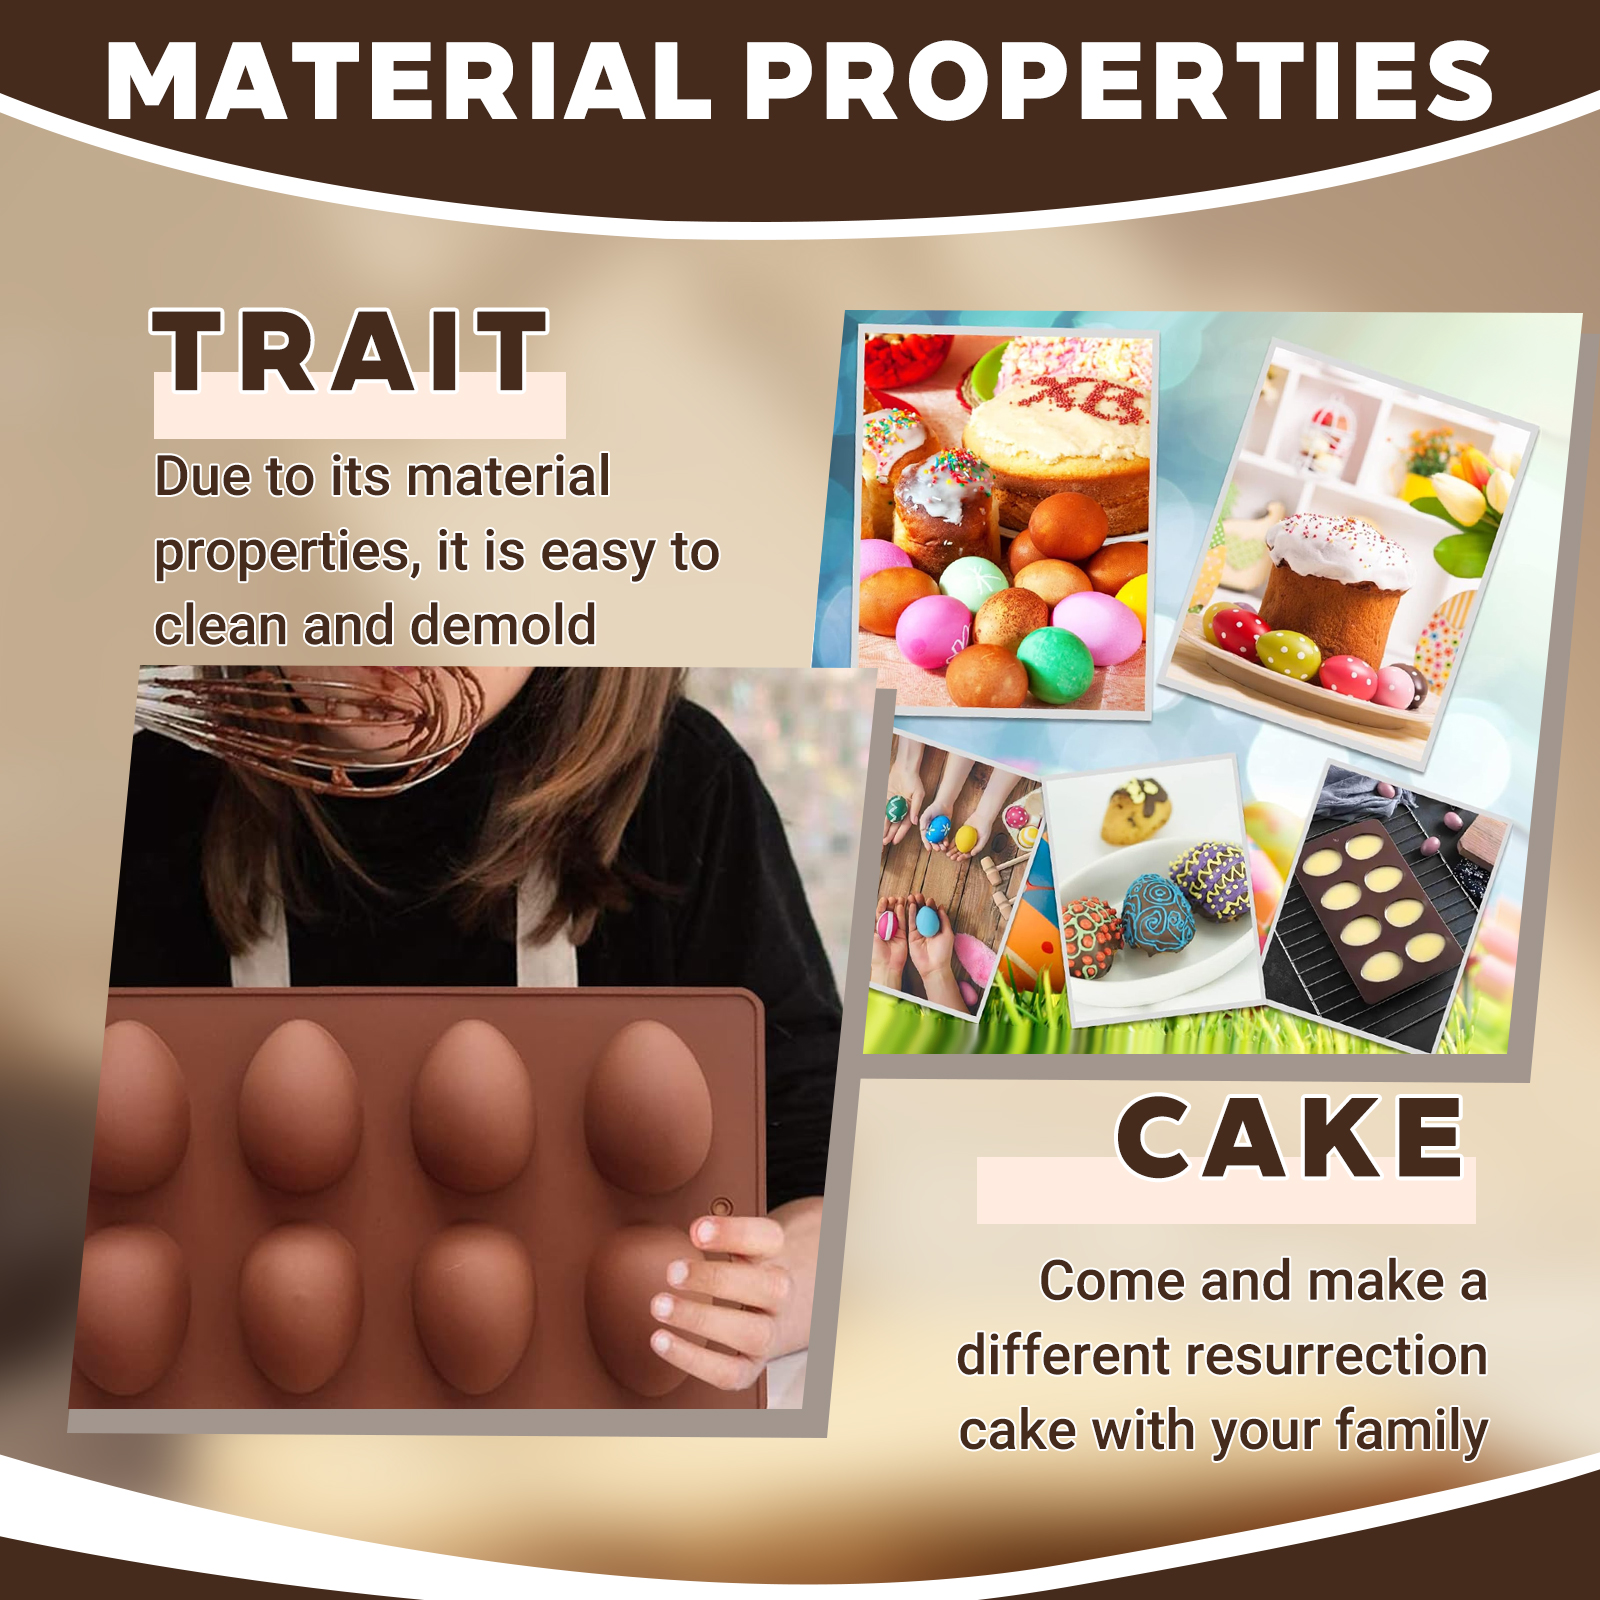 MATERIAL PROPERTIES
TRAIT
Due to its material
properties, it is easy to
clean and demold
XB
CAKE
Come and make a
different resurrection
cake with your family